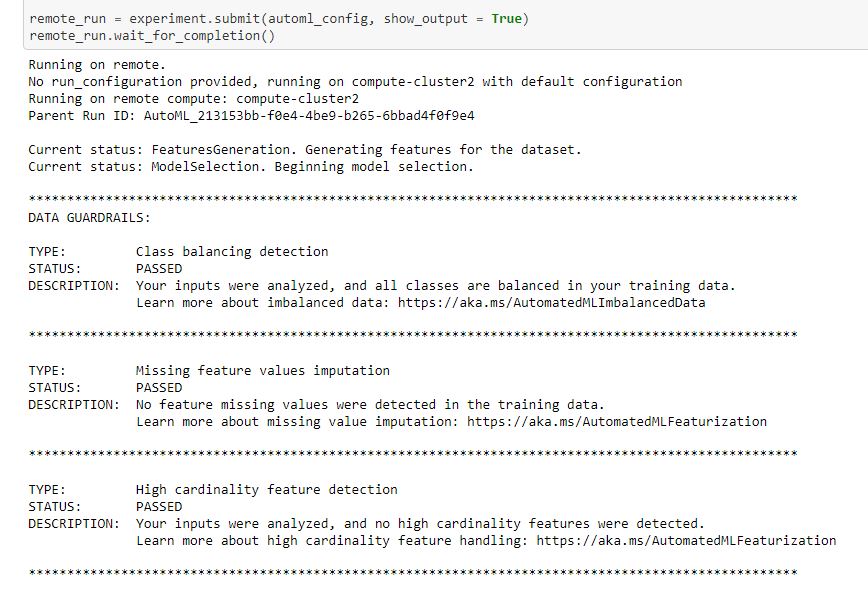 remote_run = experiment.submit(automl_config, show_output = True)
remote_run.wait_for_completion()
Running on remote.
No run_configuration provided, running on compute-cluster2 with default configuration
Running on remote compute: compute-cluster2
Parent Run ID: AutoML_213153bb-f0e4-4be9-b265-6bbad4f0f9e4
Current status: FeaturesGeneration. Generating features for the dataset.
Current status: ModelSelection. Beginning model selection.
****************************************************************************************************
DATA GUARDRAILS:
TYPE: Class balancing detection
STATUS: PASSED
DESCRIPTION: Your inputs were analyzed, and all classes are balanced in your training data.
Learn more about imbalanced data: https://aka.ms/AutomatedMLImbalancedData
****************************************************************************************************
TYPE: Missing feature values imputation
STATUS: PASSED
DESCRIPTION: No feature missing values were detected in the training data.
Learn more about missing value imputation: https://aka.ms/AutomatedMLFeaturization
****************************************************************************************************
TYPE: High cardinality feature detection
STATUS: PASSED
DESCRIPTION: Your inputs were analyzed, and no high cardinality features were detected.
Learn more about high cardinality feature handling: https://aka.ms/AutomatedMLFeaturization
****************************************************************************************************